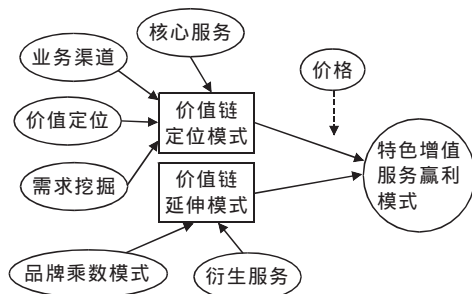 核心服务
业务渠道
价格
价值链
定位模式
价值定位
特色增值
服务赢利
模式
需求挖掘
价值链
延伸模式
品牌乘数模式
衍生服务